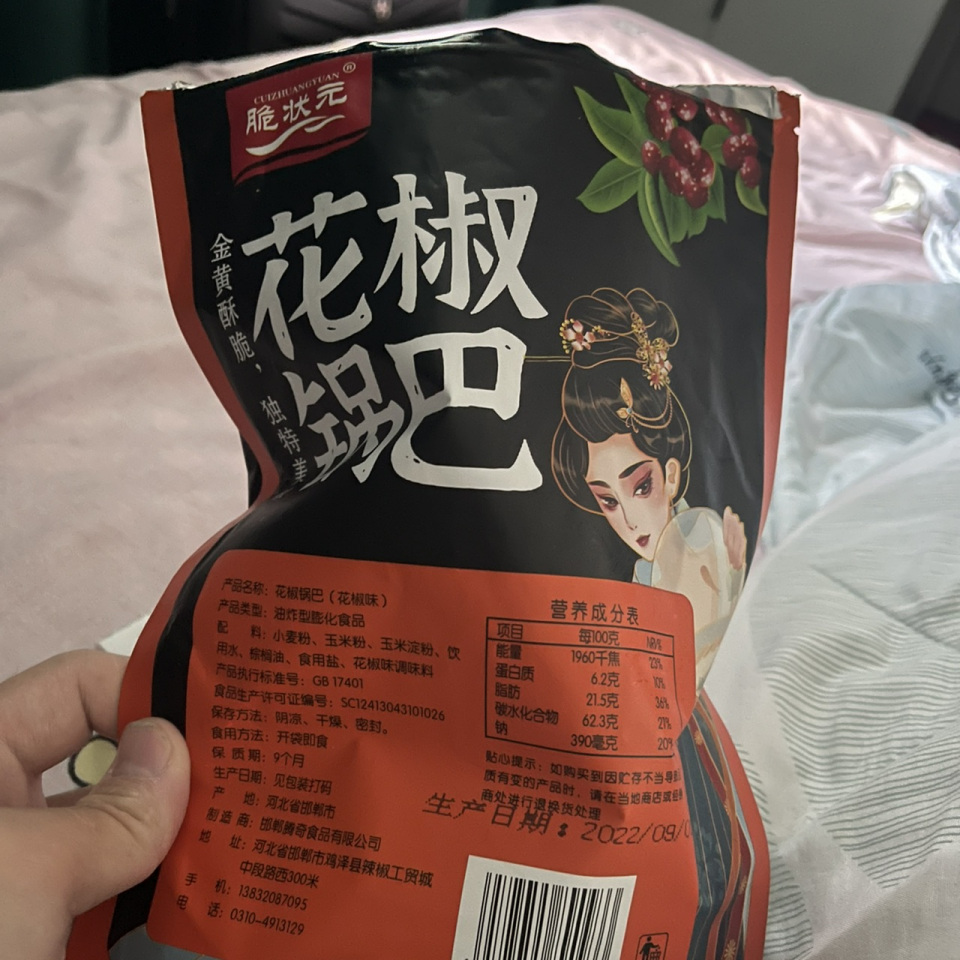 CUIZHUANGYUAN ®
脆状元
花椒
锅巴
金黄酥脆，独特美
产品名称：花椒锅巴（花椒味）
产品类型：油炸型膨化食品
配 料：小麦粉、玉米粉、玉米淀粉、饮
用水、棕榈油、食用盐、花椒味调味料
产品执行标准号：GB 17401
食品生产许可证编号：SC12413043101026
保存方法：阴凉、干燥、密封。
食用方法：开袋即食
保 质 期：9个月
生产日期：见包装打码
产 地：河北省邯郸市
制 造 商：邯郸腾奇食品有限公司
地 址：河北省邯郸市鸡泽县辣椒工贸城
中段路西300米
手 机：13832087095
电 话：0310-4913129
营养成分表
项目 每100克 NRV%
能量 1960千焦 23%
蛋白质 6.2克 10%
脂肪 21.5克 36%
碳水化合物 62.3克 21%
钠 390毫克 20%
贴心提示：如购买到因贮存不当导致
质有变的产品时，请在当地商店或经销
商处进行退换货处理
生产日期：2022/09/0